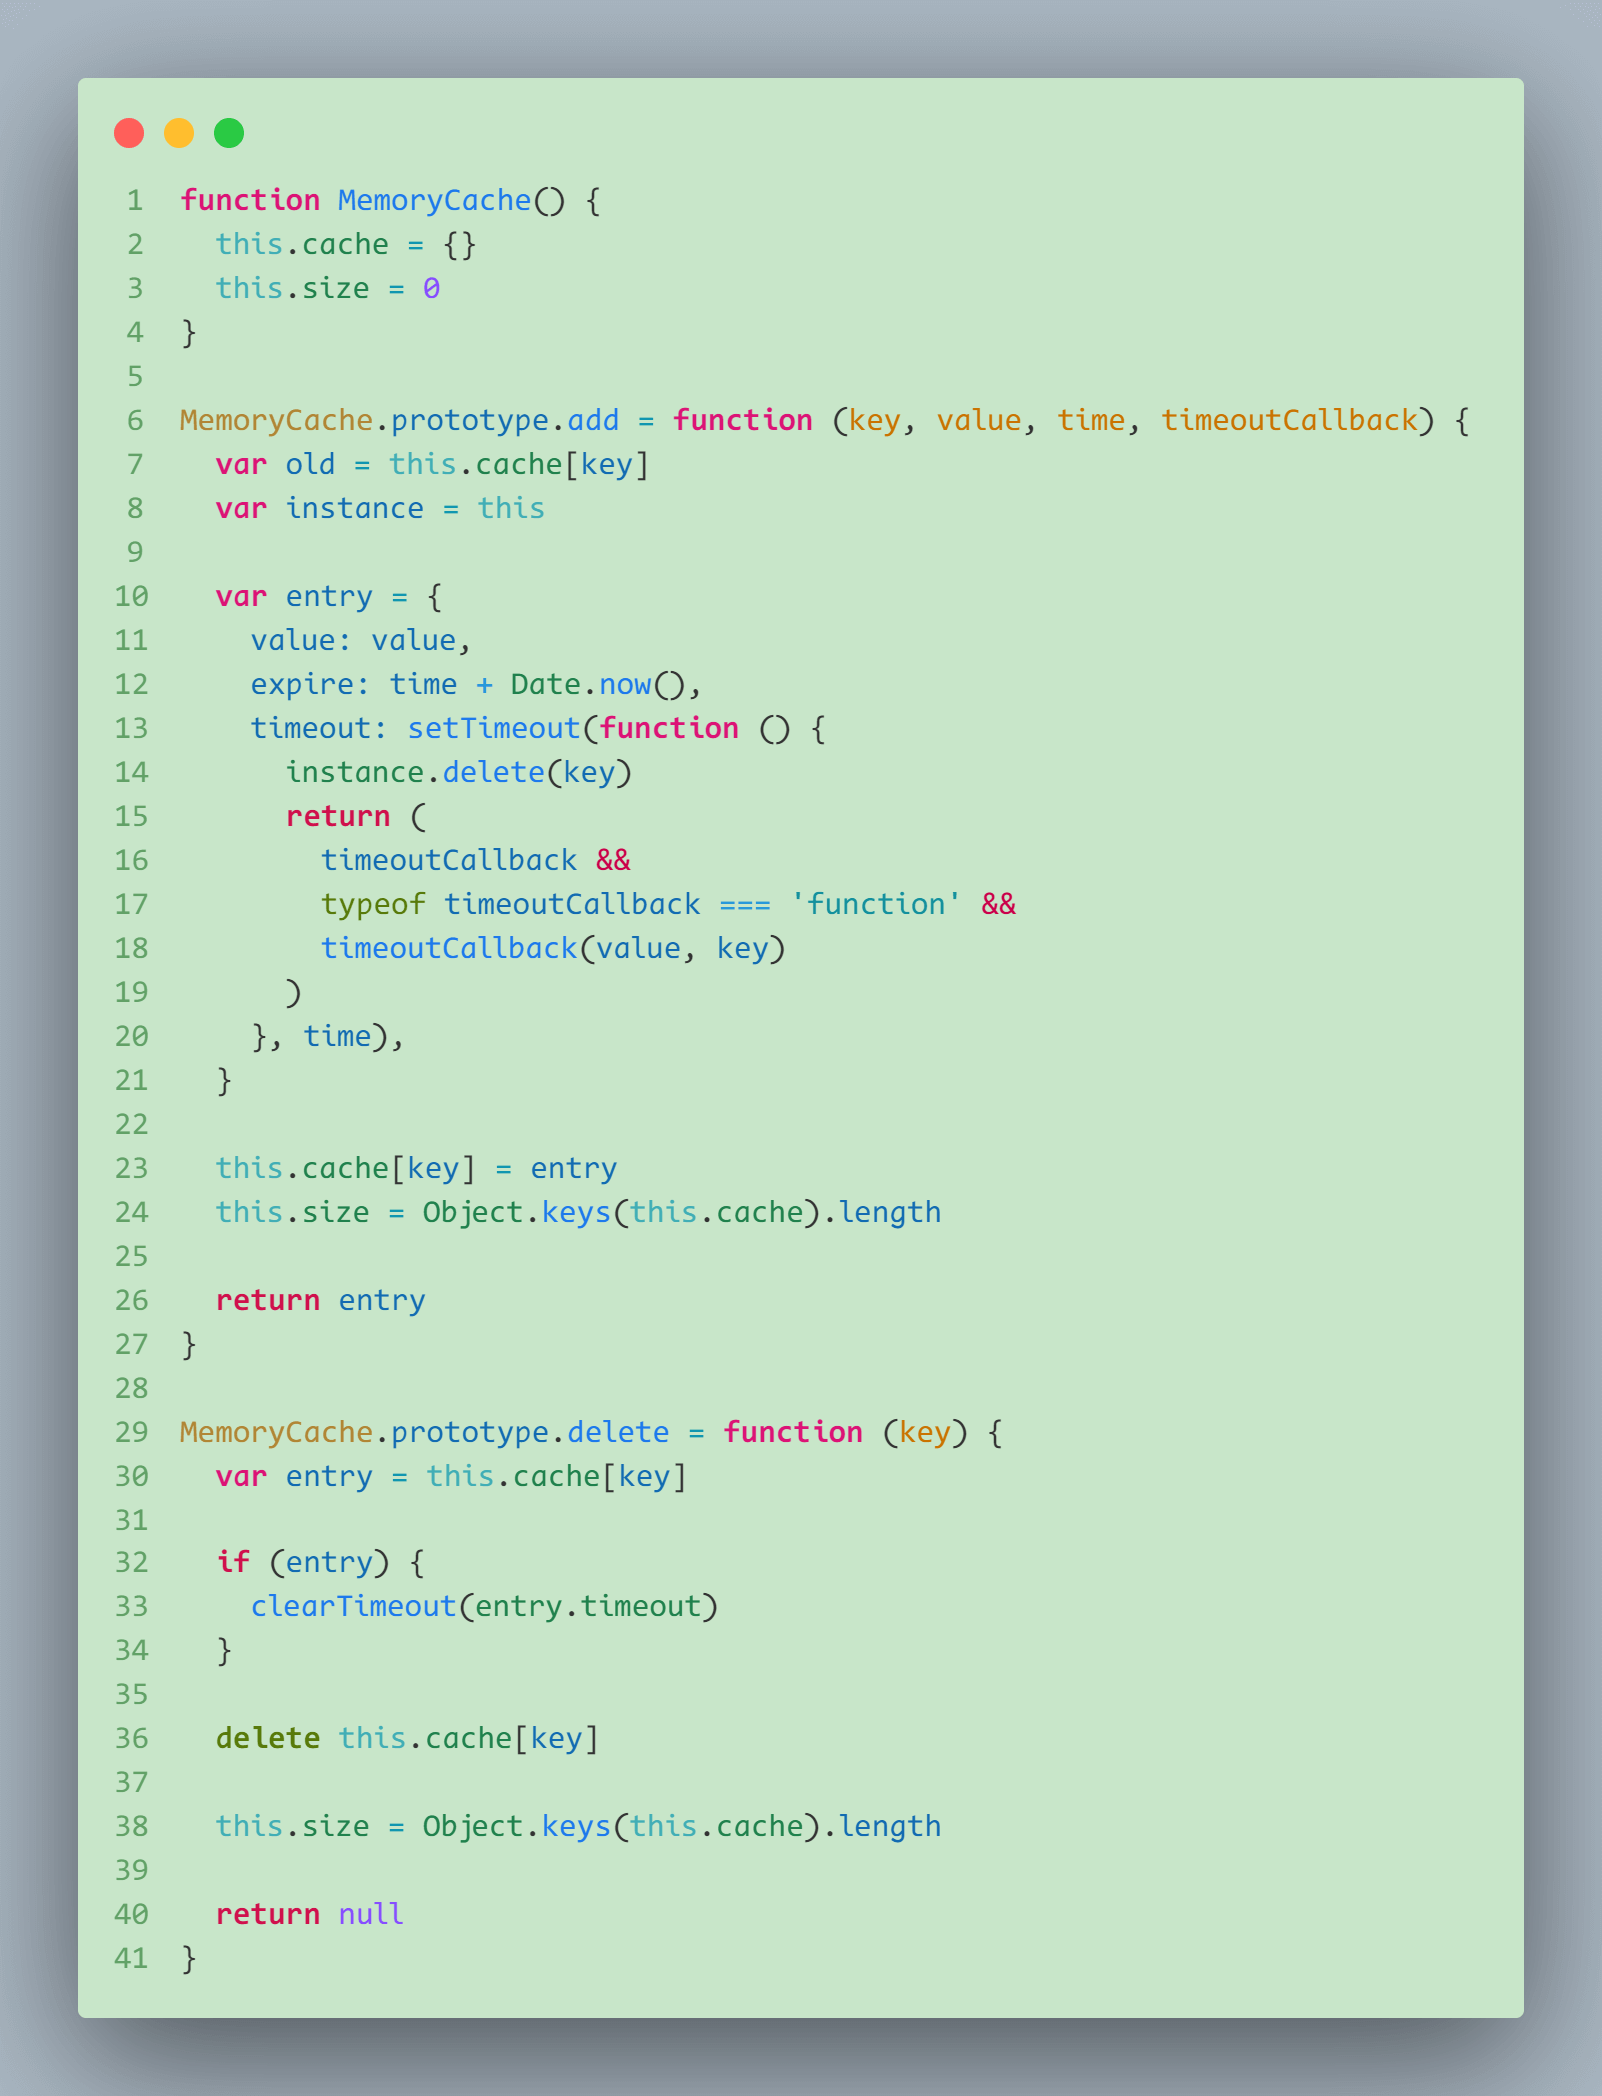 1 function MemoryCache() {
2   this.cache = {}
3   this.size = 0
4 }
5
6 MemoryCache.prototype.add = function (key, value, time, timeoutCallback) {
7   var old = this.cache[key]
8   var instance = this
9
10   var entry = {
11     value: value,
12     expire: time + Date.now(),
13     timeout: setTimeout(function () {
14       instance.delete(key)
15       return (
16         timeoutCallback &&
17         typeof timeoutCallback === 'function' &&
18         timeoutCallback(value, key)
19       )
20     }, time),
21   }
22
23   this.cache[key] = entry
24   this.size = Object.keys(this.cache).length
25
26   return entry
27 }
28
29 MemoryCache.prototype.delete = function (key) {
30   var entry = this.cache[key]
31
32   if (entry) {
33     clearTimeout(entry.timeout)
34   }
35
36   delete this.cache[key]
37
38   this.size = Object.keys(this.cache).length
39
40   return null
41 }